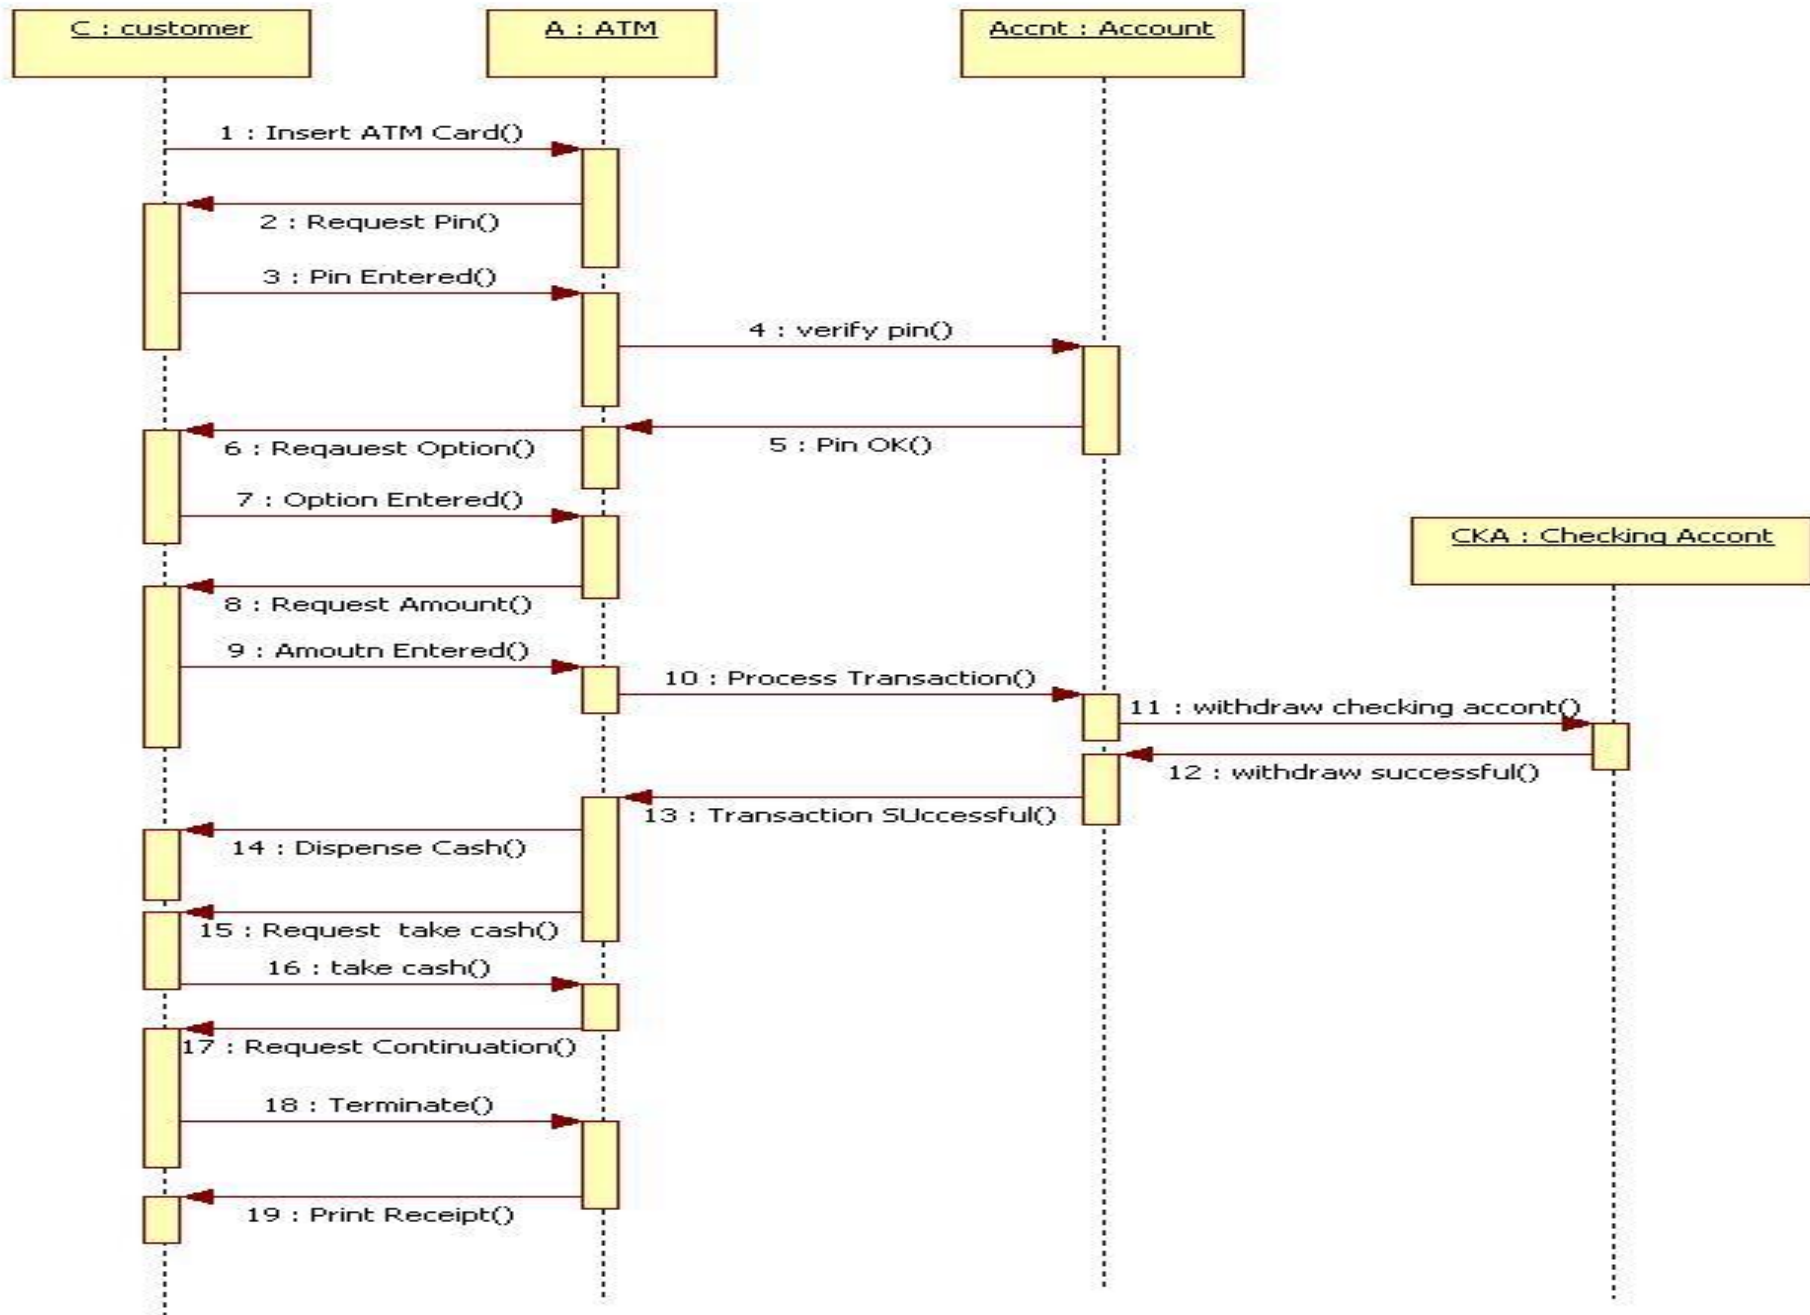 C : customer
A : ATM
Accnt : Account
1 : Insert ATM Card()
2 : Request Pin()
3 : Pin Entered()
4 : verify pin()
5 : Pin OK()
6 : Reqauest Option()
7 : Option Entered()
CKA : Checking Accont
8 : Request Amount()
9 : Amoutn Entered()
10 : Process Transaction()
11 : withdraw checking accont()
12 : withdraw successful()
13 : Transaction SUccessful()
14 : Dispense Cash()
15 : Request  take cash()
16 : take cash()
17 : Request Continuation()
18 : Terminate()
19 : Print Receipt()